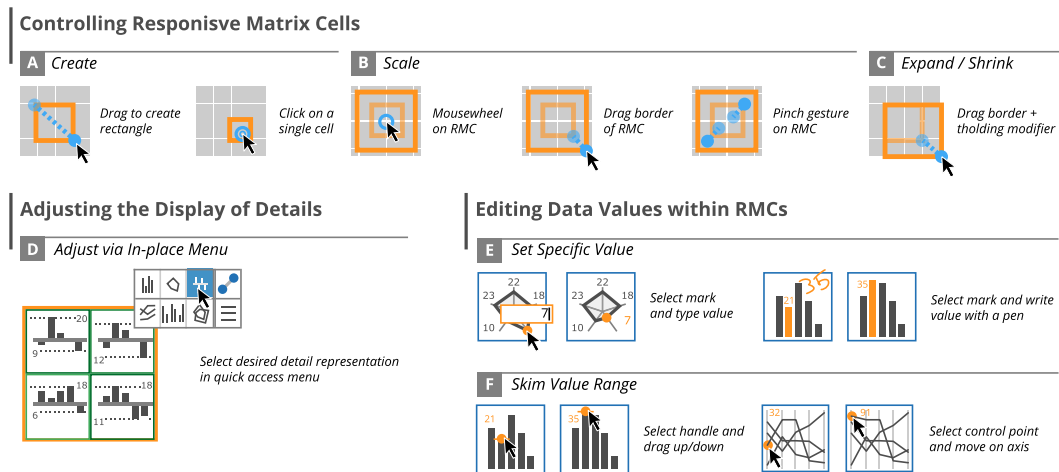 Controlling Responisve Matrix Cells
A Create
B Scale
C Expand / Shrink
Drag to create
rectangle
Click on a
single cell
Mousewheel
on RMC
Drag border
of RMC
Pinch gesture
on RMC
Drag border +
tholding modifier
Adjusting the Display of Details
D Adjust via In-place Menu
20
9
12
18
6
18
11
Select desired detail representation
in quick access menu
Editing Data Values within RMCs
E Set Specific Value
22
23
18
7
10
22
23
18
7
10
Select mark
and type value
21
35
35
Select mark and write
value with a pen
F Skim Value Range
21
35
Select handle and
drag up/down
32
91
Select control point
and move on axis